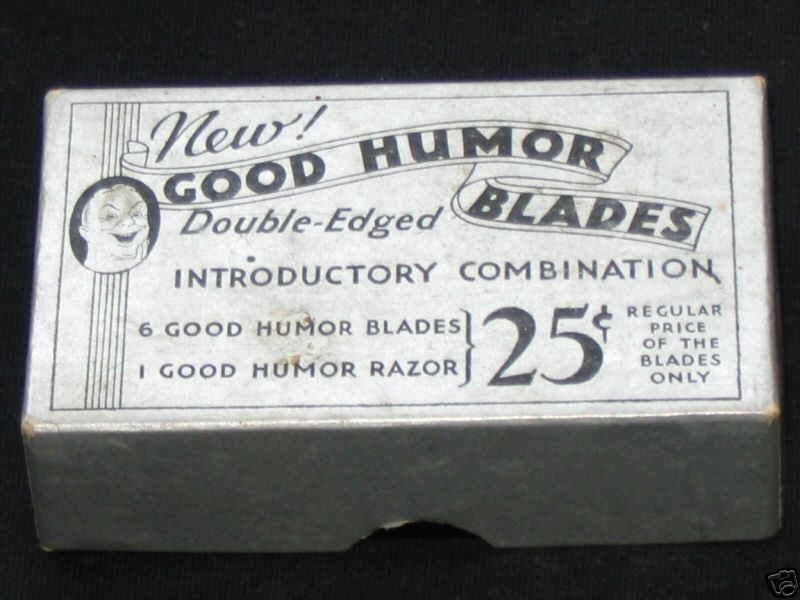 New!
GOOD HUMOR
BLADES
Double-Edged
INTRODUCTORY COMBINATION
6 GOOD HUMOR BLADES
1 GOOD HUMOR RAZOR
25¢
REGULAR
PRICE
OF THE
BLADES
ONLY